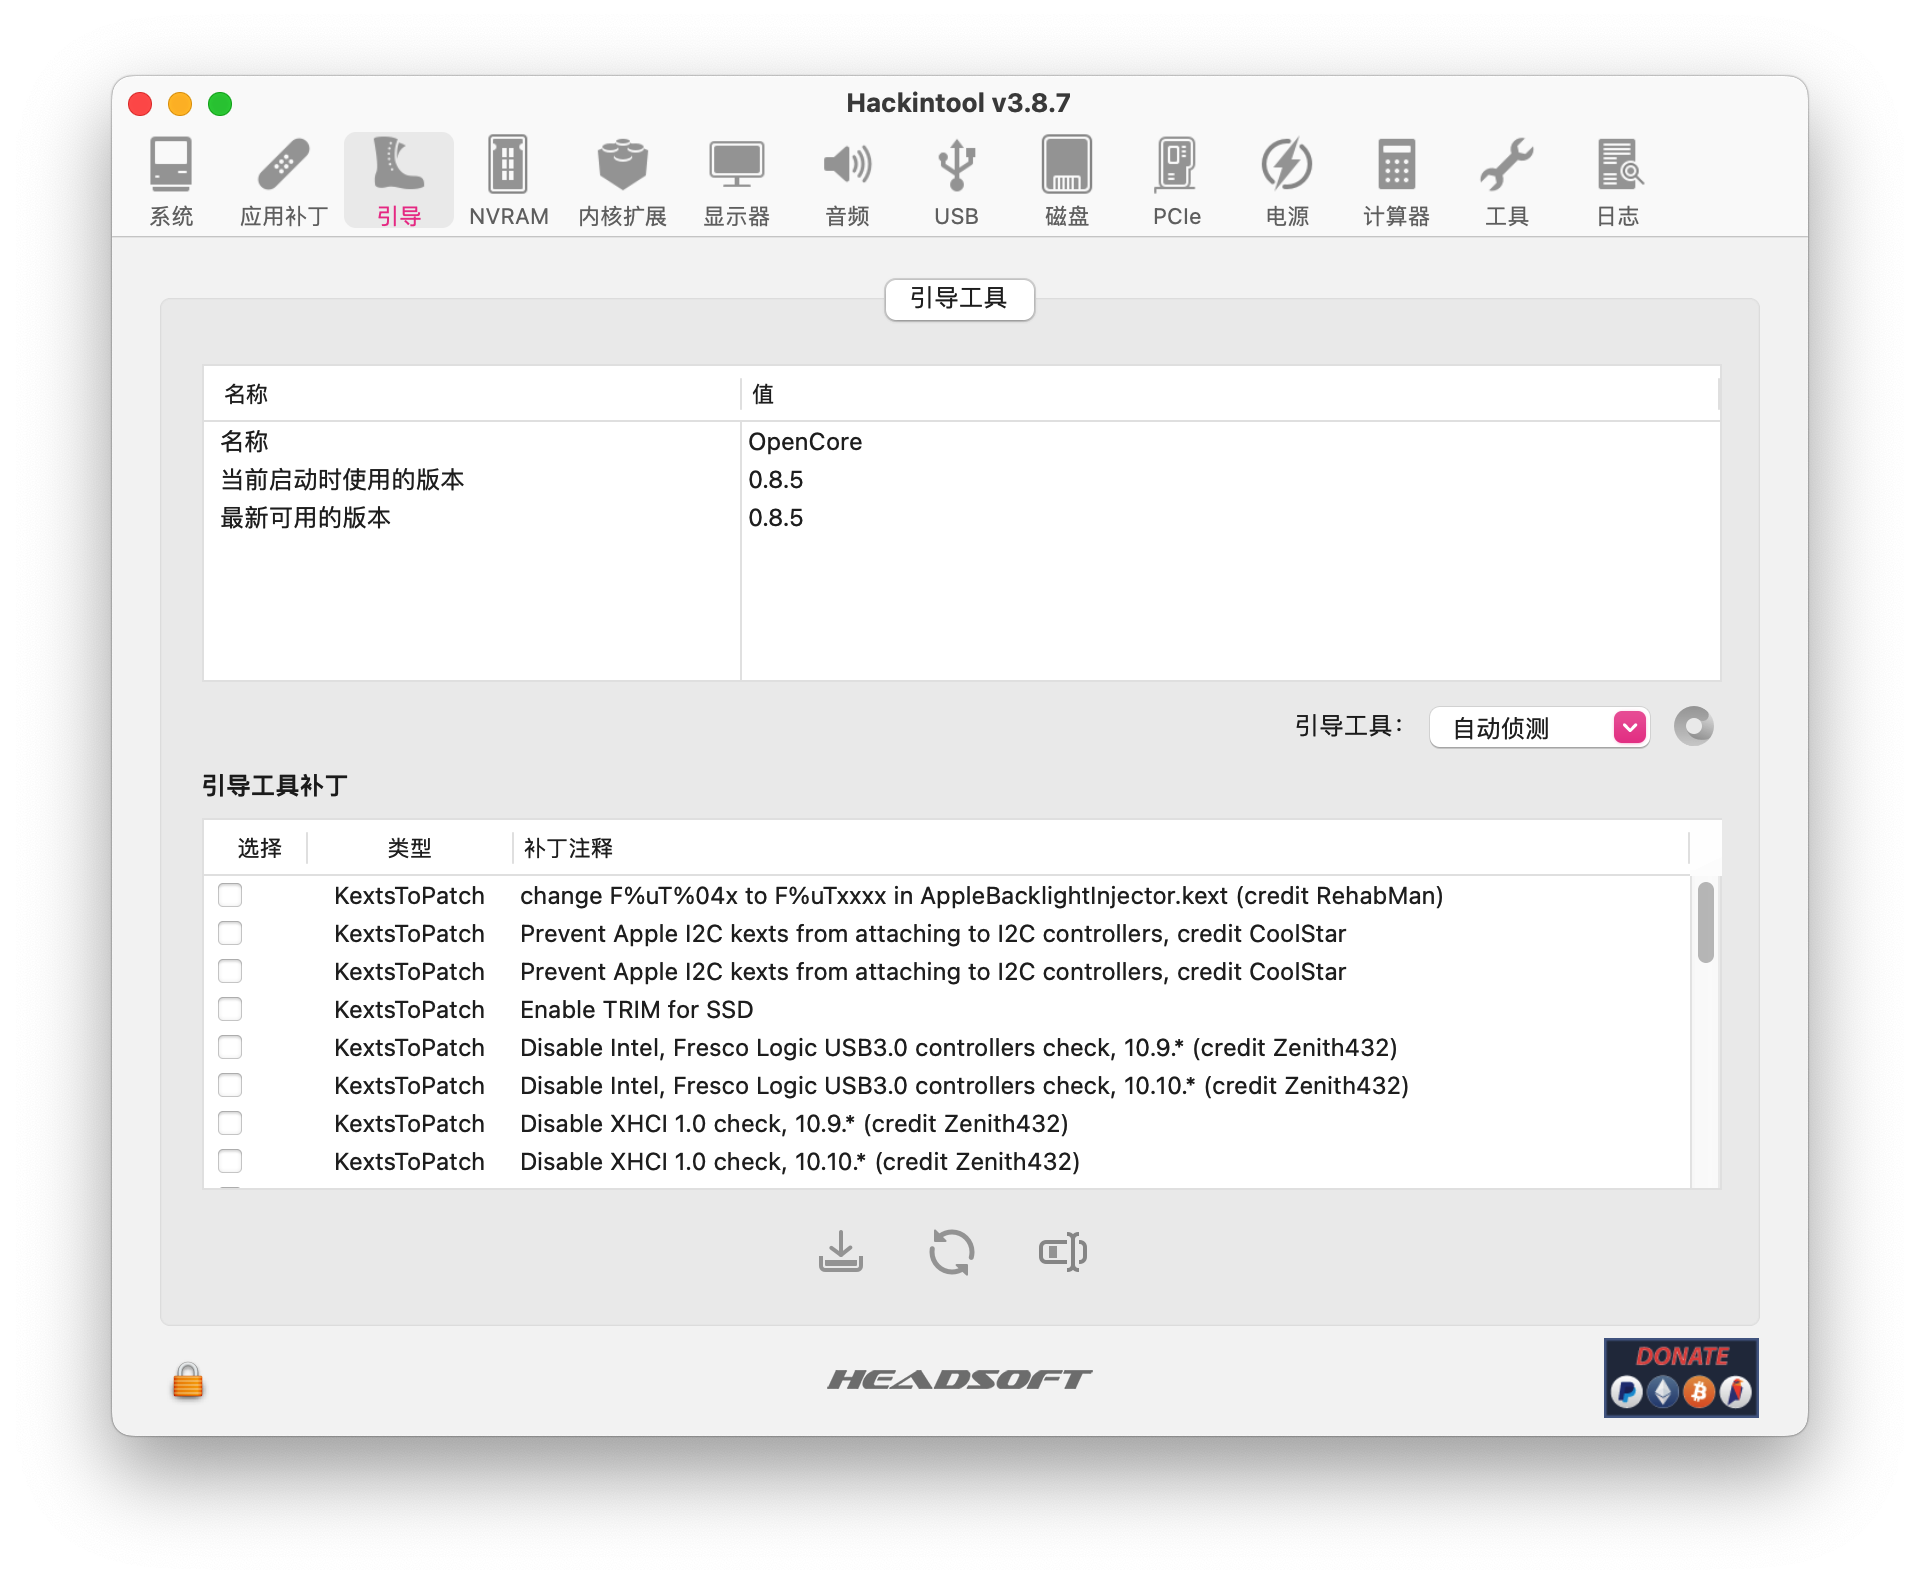 Hackintool v3.8.7
系统 应用补丁 引导 NVRAM 内核扩展 显示器 音频 USB 磁盘 PCIe 电源 计算器 工具 日志
引导工具
名称 值
名称 OpenCore
当前启动时使用的版本 0.8.5
最新可用的版本 0.8.5
引导工具: 自动侦测
引导工具补丁
选择 类型 补丁注释
KextsToPatch change F%uT%04x to F%uTxxxx in AppleBacklightInjector.kext (credit RehabMan)
KextsToPatch Prevent Apple I2C kexts from attaching to I2C controllers, credit CoolStar
KextsToPatch Prevent Apple I2C kexts from attaching to I2C controllers, credit CoolStar
KextsToPatch Enable TRIM for SSD
KextsToPatch Disable Intel, Fresco Logic USB3.0 controllers check, 10.9.* (credit Zenith432)
KextsToPatch Disable Intel, Fresco Logic USB3.0 controllers check, 10.10.* (credit Zenith432)
KextsToPatch Disable XHCI 1.0 check, 10.9.* (credit Zenith432)
KextsToPatch Disable XHCI 1.0 check, 10.10.* (credit Zenith432)
HEADSOFT
DONATE